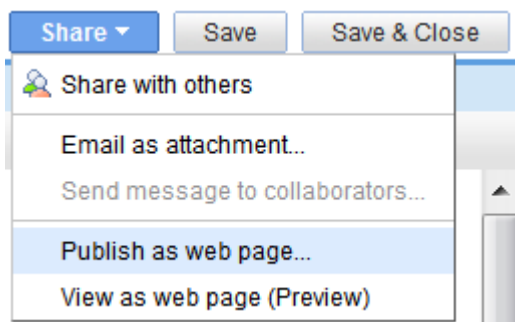 Share Save Save & Close
Share with others
Email as attachment...
Send message to collaborators...
Publish as web page...
View as web page (Preview)